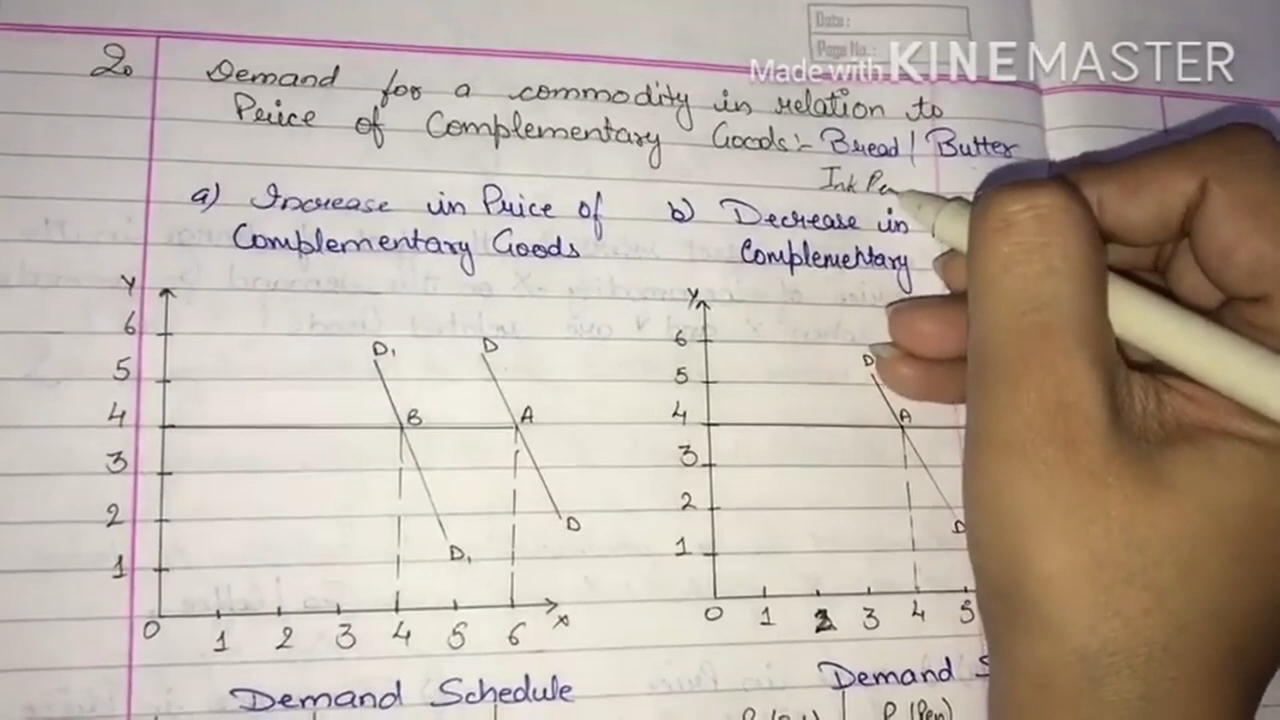 Date:
Page No.:
Made with KINEMASTER
2. Demand for a commodity in relation to
Price of Complementary Goods:- Bread / Butter
Ink Pen
a) Increase in Price of
Complementary Goods
b) Decrease in
Complementary
Y
6
5
4
3
2
1
0 1 2 3 4 5 6 X
D1 D
B A
D
D1
Y
6
5
4
3
2
1
0 1 2 3 4 5
D
A
D
Demand Schedule
Demand S
P (Pen)